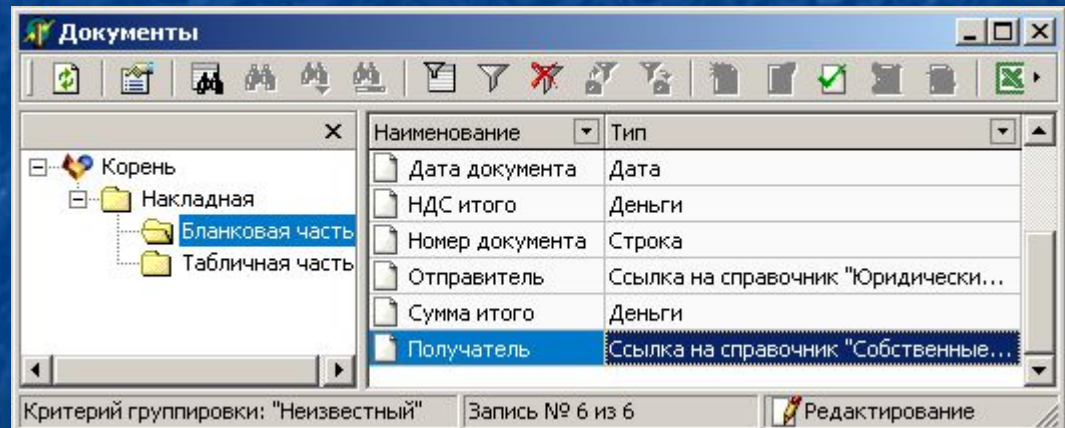 Документы
Наименование Тип
Корень
Накладная
Бланковая часть
Табличная часть
Дата документа Дата
НДС итого Деньги
Номер документа Строка
Отправитель Ссылка на справочник "Юридически...
Сумма итого Деньги
Получатель Ссылка на справочник "Собственные...
Критерий группировки: "Неизвестный" Запись № 6 из 6 Редактирование